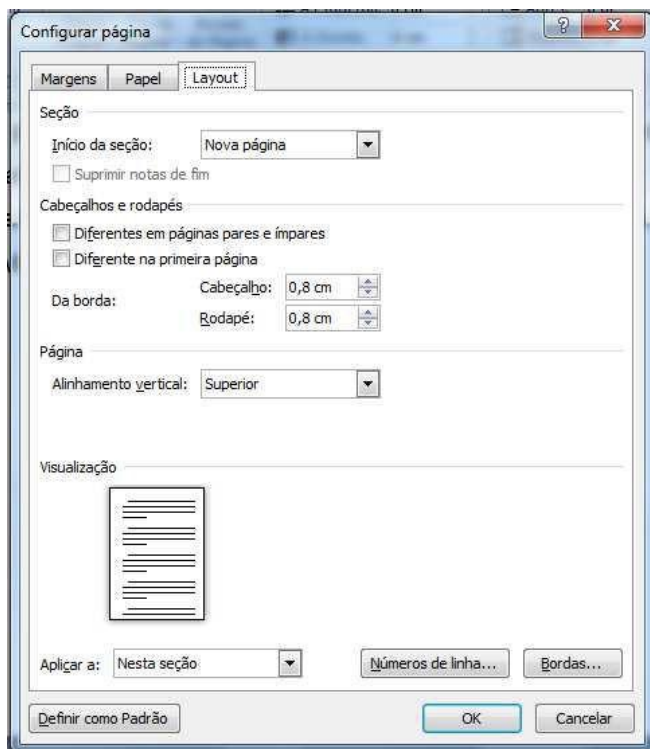 Configurar página
Margens Papel Layout
Seção
Início da seção: Nova página
Suprimir notas de fim
Cabeçalhos e rodapés
Diferentes em páginas pares e ímpares
Diferente na primeira página
Da borda:
Cabeçalho: 0,8 cm
Rodapé: 0,8 cm
Página
Alinhamento vertical: Superior
Visualização
Aplicar a: Nesta seção Números de linha... Bordas...
Definir como Padrão OK Cancelar